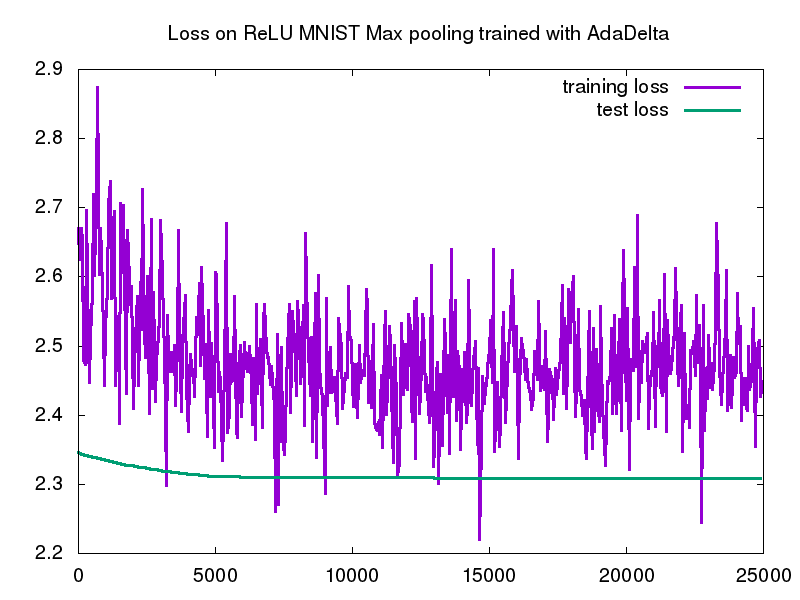 Loss on ReLU MNIST Max pooling trained with AdaDelta
2.9
training loss
test loss
2.8
2.7
2.6
2.5
2.4
2.3
2.2
0 5000 10000 15000 20000 25000